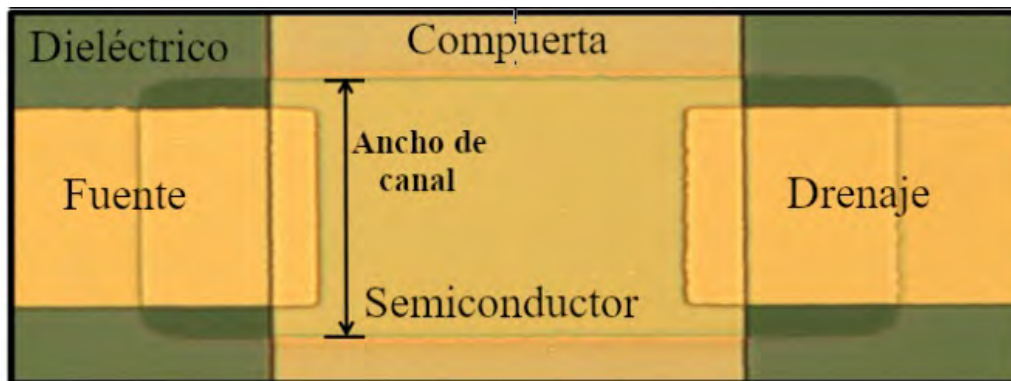 Dieléctrico
Compuerta
Ancho de
canal
Fuente
Drenaje
Semiconductor